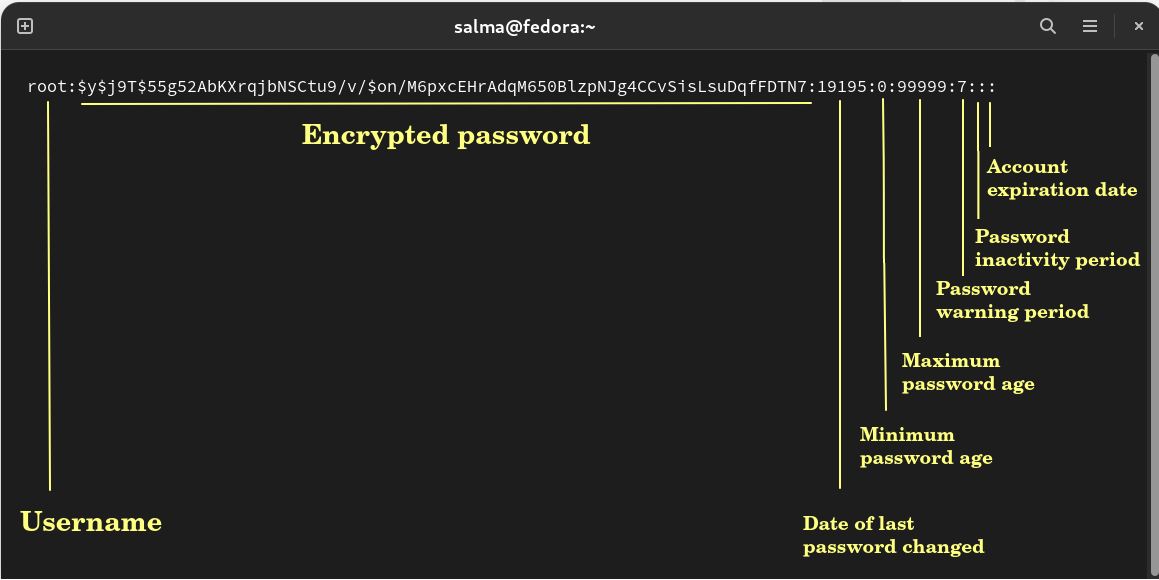 salma@fedora:~
root:$y$j9T$55g52AbKXrqjbNSCtu9/v/$on/M6pxcEHrAdqM650BlzpNJg4CCvSisLsuDqfFDTN7:19195:0:99999:7:::
Encrypted password
Account
expiration date
Password
inactivity period
Password
warning period
Maximum
password age
Minimum
password age
Username
Date of last
password changed